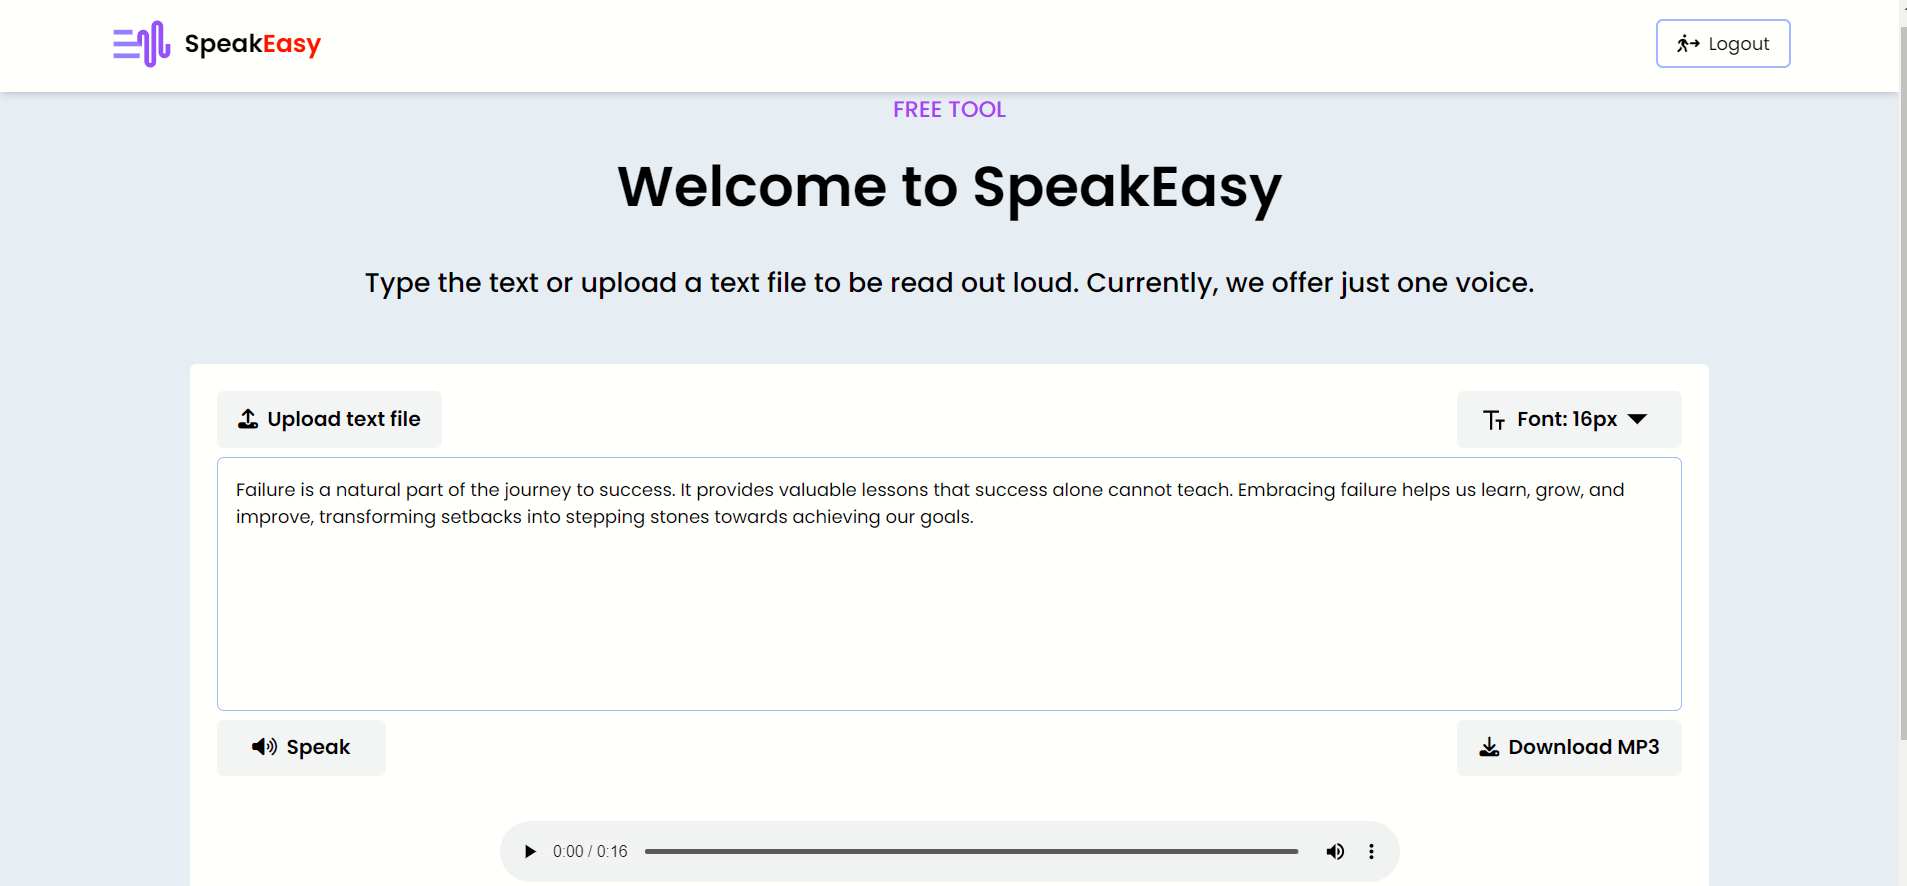 SpeakEasy
Logout
FREE TOOL
Welcome to SpeakEasy
Type the text or upload a text file to be read out loud. Currently, we offer just one voice.
Upload text file
Font: 16px
Failure is a natural part of the journey to success. It provides valuable lessons that success alone cannot teach. Embracing failure helps us learn, grow, and
improve, transforming setbacks into stepping stones towards achieving our goals.
Speak
Download MP3
0:00 / 0:16